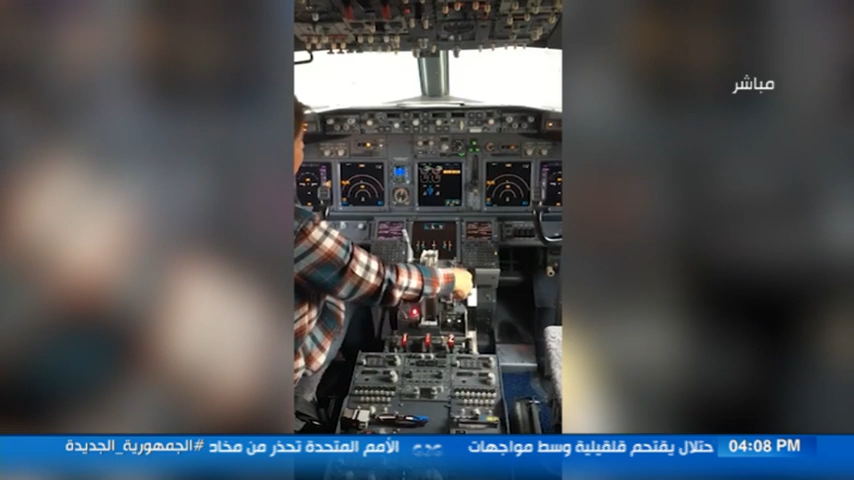 مباشر
04:08 PM حتلال يقتحم قلقيلية وسط مواجهات الأمم المتحدة تحذر من مخاد #الجمهورية_الجديدة